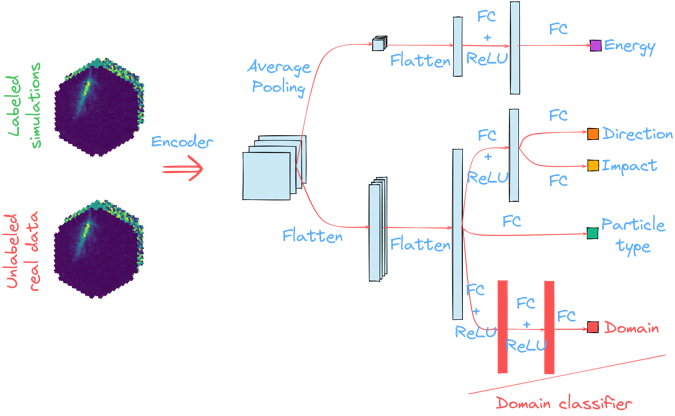 Labeled
simulations
Unlabeled
real data
Encoder
Average
Pooling
Flatten
FC
+
ReLU
FC
Energy
Flatten
Flatten
FC
+
ReLU
FC
Direction
FC
Impact
FC
Particle
type
FC
+
ReLU
FC
+
ReLU
FC
Domain
Domain classifier